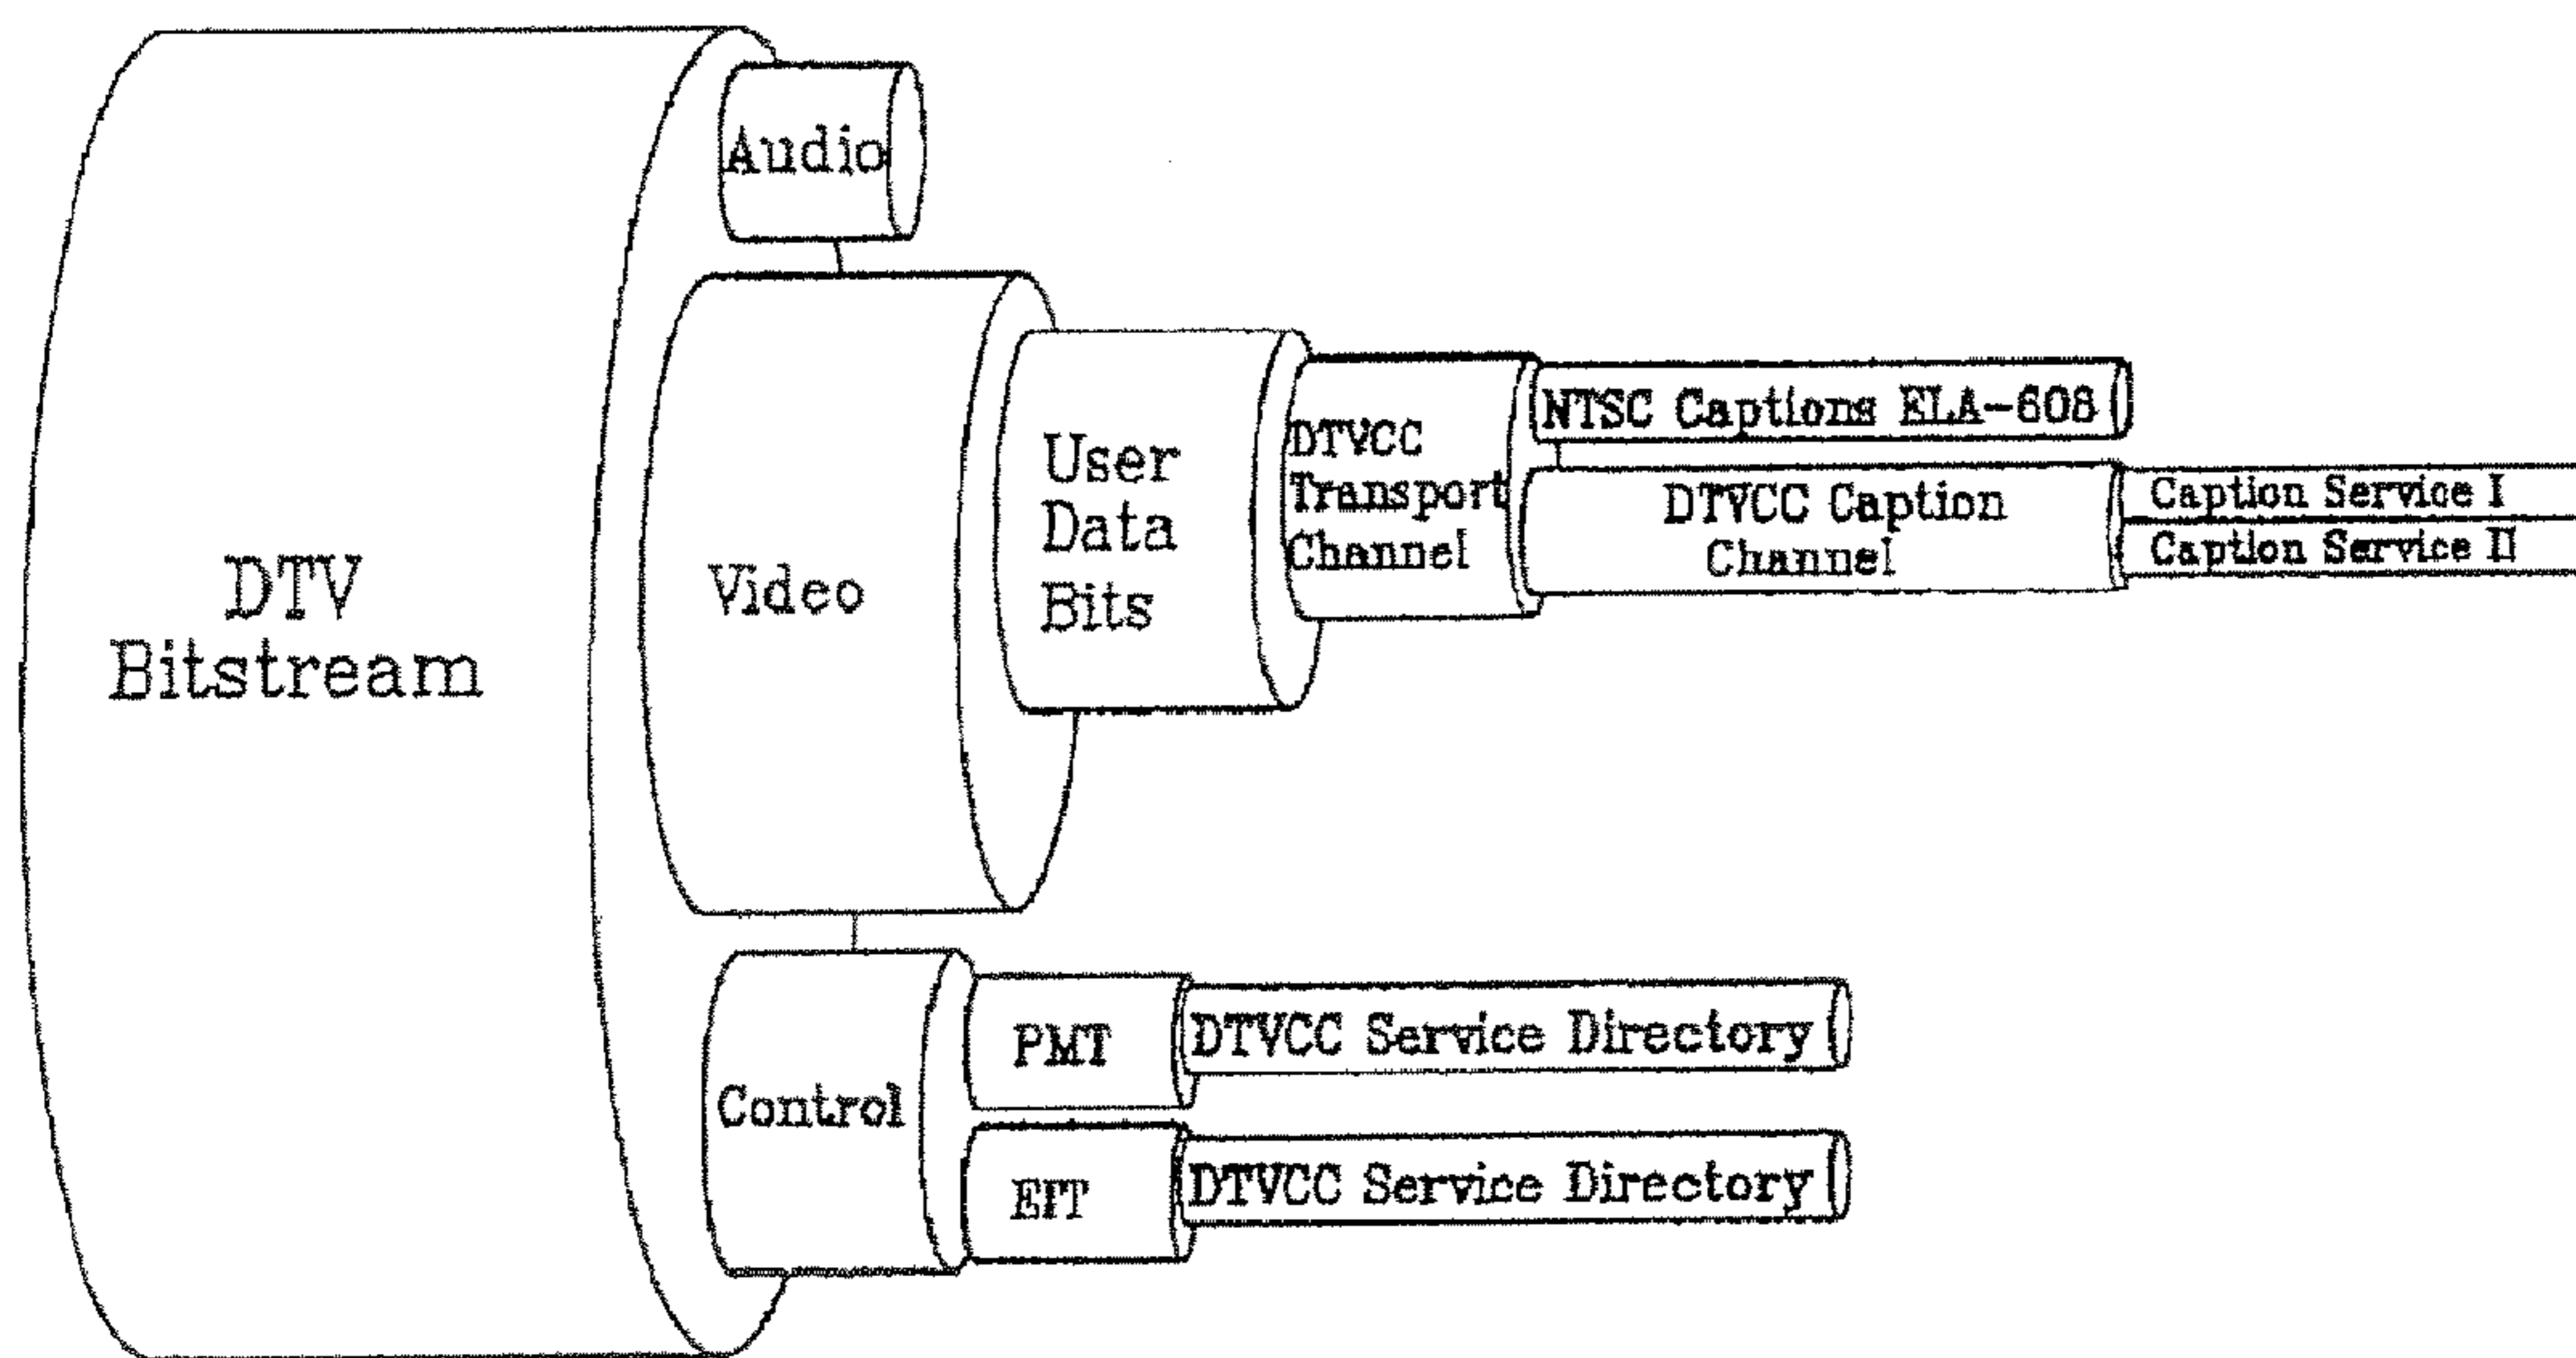 Audio
NTSC Captions ELA-608
User
Data
Bits
DTVCC
Transport
Channel
DTVCC Caption
Channel
Caption Service I
Caption Service II
DTV
Bitstream
Video
PMT
DTVCC Service Directory
Control
EIT
DTVCC Service Directory